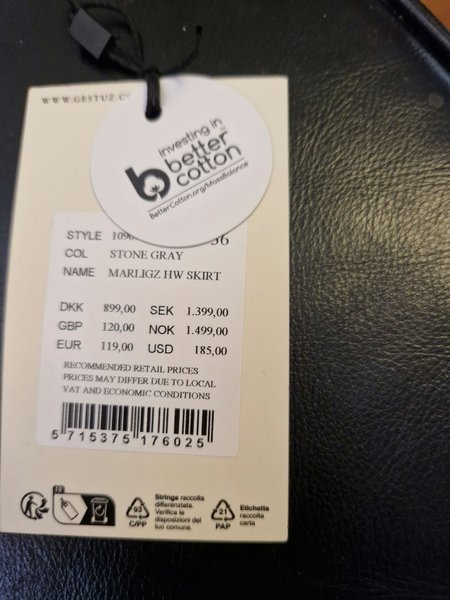 WWW.GESTUZ.C
investing in
better
cotton
BetterCotton.org/MassBalance
STYLE 1090 36
COL STONE GRAY
NAME MARLIGZ HW SKIRT
DKK 899,00 SEK 1.399,00
GBP 120,00 NOK 1.499,00
EUR 119,00 USD 185,00
RECOMMENDED RETAIL PRICES
PRICES MAY DIFFER DUE TO LOCAL
VAT AND ECONOMIC CONDITIONS
5 715375 176025
FR
93
C/PP
Stringa raccolta
differenziata.
Verifica le
disposizioni del
tuo comune.
21
PAP
Etichetta
raccolta
carta